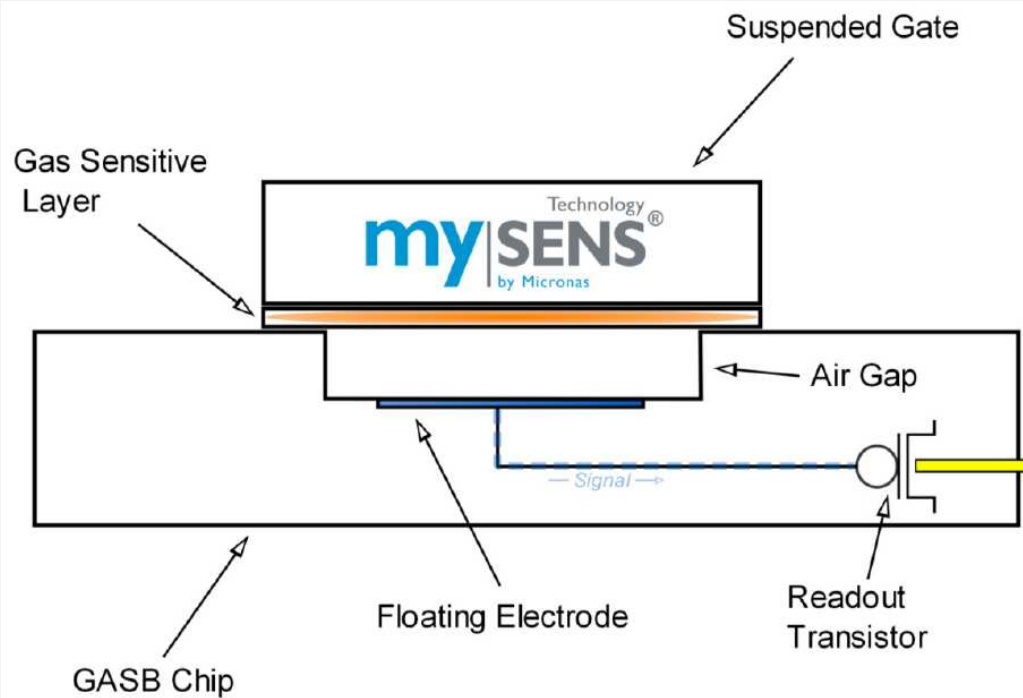 Suspended Gate
Gas Sensitive
Layer
Technology
my|SENS®
by Micronas
Air Gap
Signal
Floating Electrode
Readout
Transistor
GASB Chip